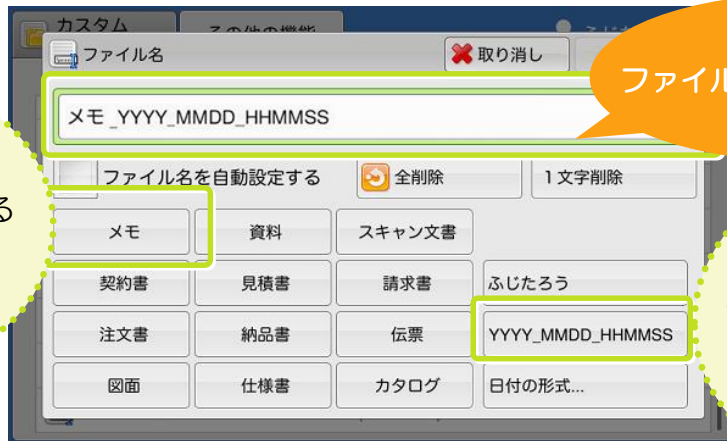 カスタム
その他の機能
ファイル名
取り消し
ファイル
メモ_YYYY_MMDD_HHMMSS
ファイル名を自動設定する
全削除
1文字削除
る
メモ
資料
スキャン文書
契約書
見積書
請求書
ふじたろう
注文書
納品書
伝票
YYYY_MMDD_HHMMSS
図面
仕様書
カタログ
日付の形式...